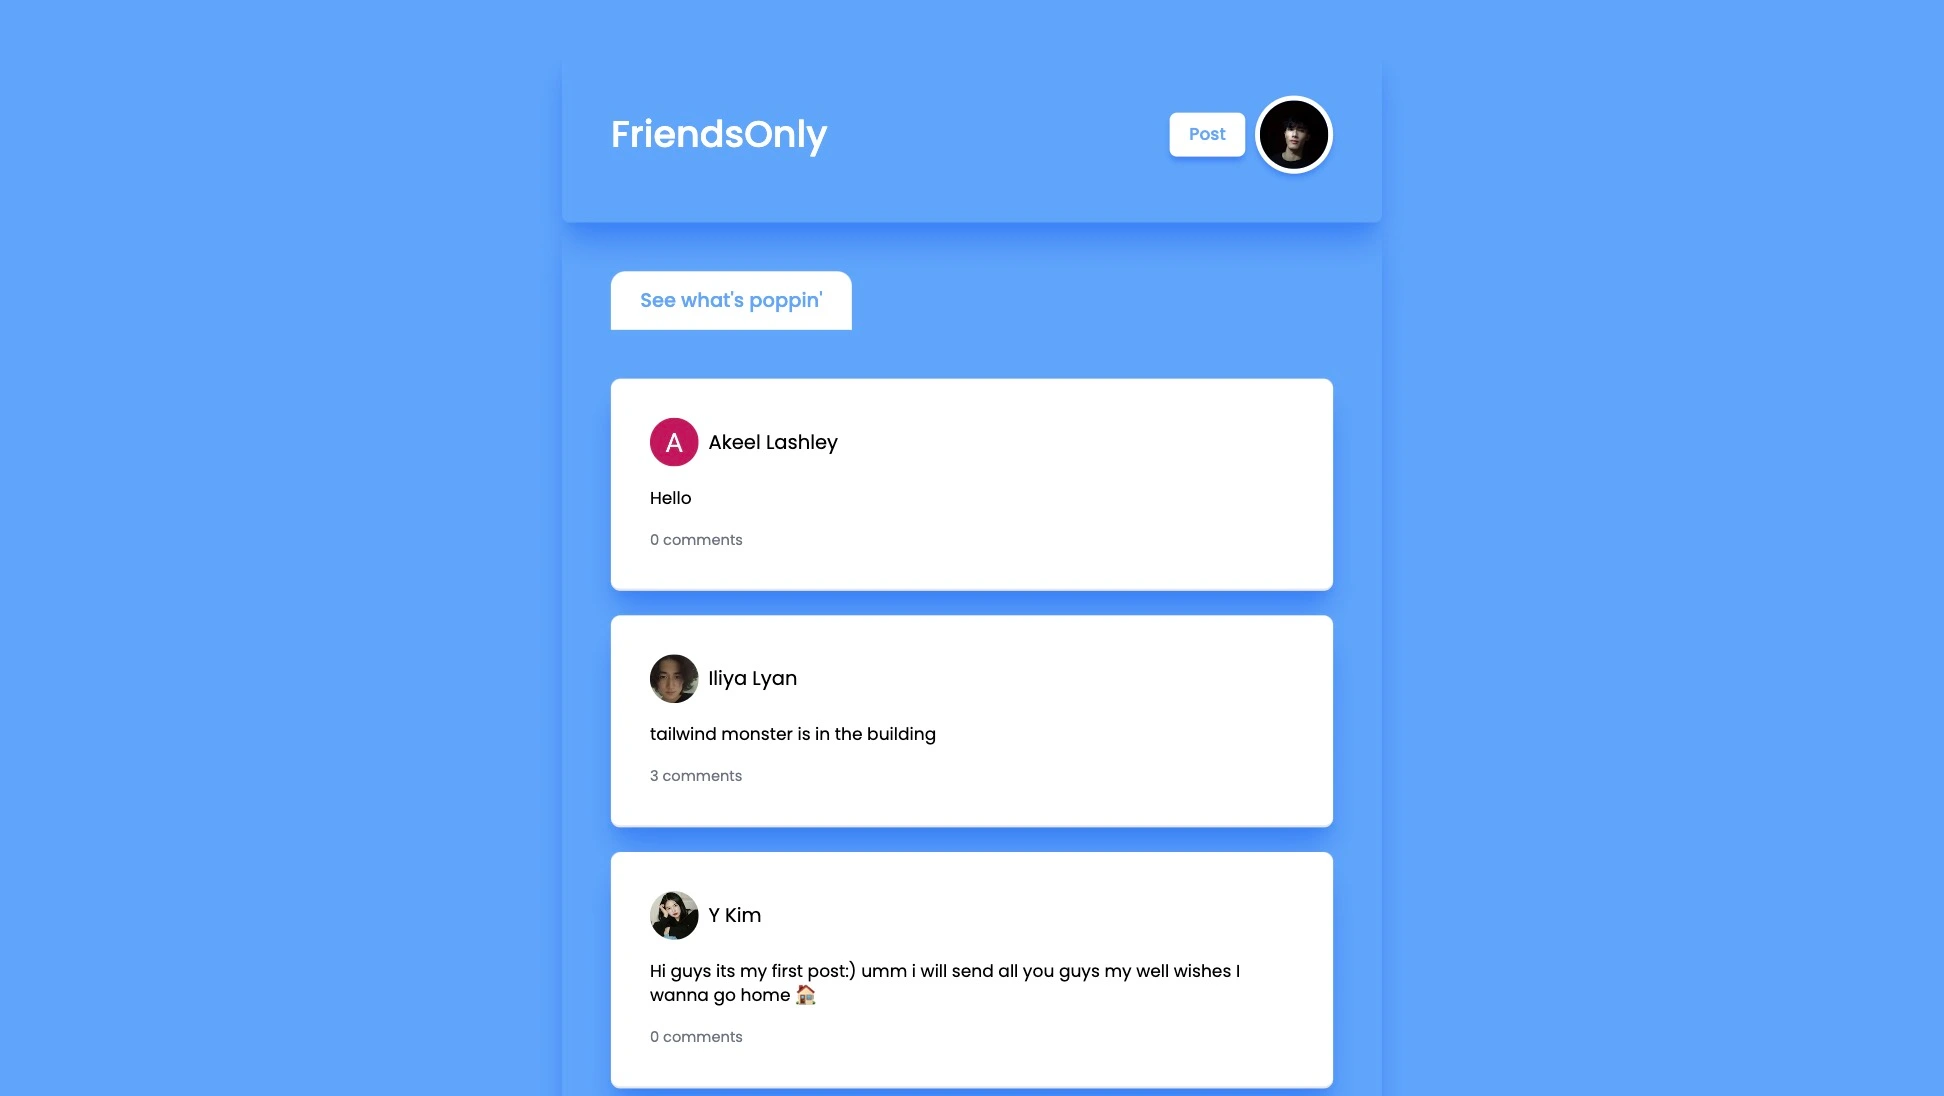 FriendsOnly
Post
See what's poppin'
A
Akeel Lashley
Hello
0 comments
Iliya Lyan
tailwind monster is in the building
3 comments
Y Kim
Hi guys its my first post:) umm i will send all you guys my well wishes I
wanna go home 🏠
0 comments